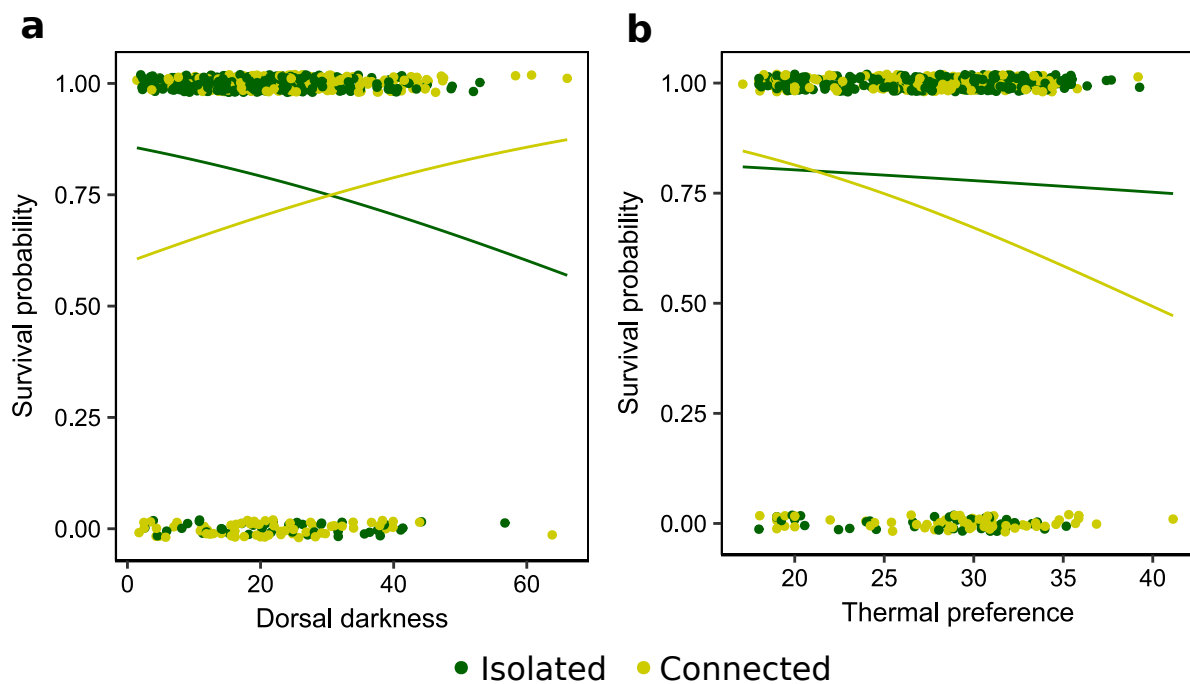 a
b
Survival probability
1.00
0.75
0.50
0.25
0.00
0 20 40 60
Dorsal darkness
Survival probability
1.00
0.75
0.50
0.25
0.00
20 25 30 35 40
Thermal preference
Isolated Connected